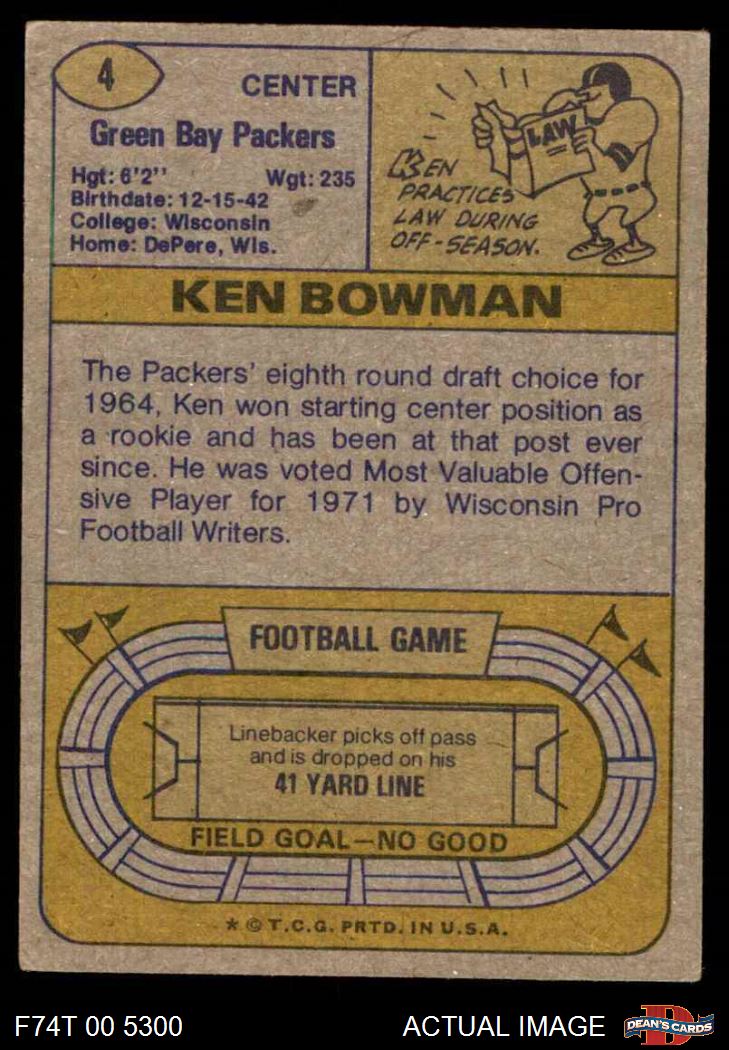 4
CENTER
Green Bay Packers
Hgt: 6'2'' Wgt: 235
Birthdate: 12-15-42
College: Wisconsin
Home: DePere, Wis.
LAW
KEN
PRACTICES
LAW DURING
OFF-SEASON.
KEN BOWMAN
The Packers' eighth round draft choice for
1964, Ken won starting center position as
a rookie and has been at that post ever
since. He was voted Most Valuable Offen-
sive Player for 1971 by Wisconsin Pro
Football Writers.
FOOTBALL GAME
Linebacker picks off pass
and is dropped on his
41 YARD LINE
FIELD GOAL—NO GOOD
* © T.C.G. PRTD. IN U.S.A.
F74T 00 5300
ACTUAL IMAGE
D
DEAN'S CARDS